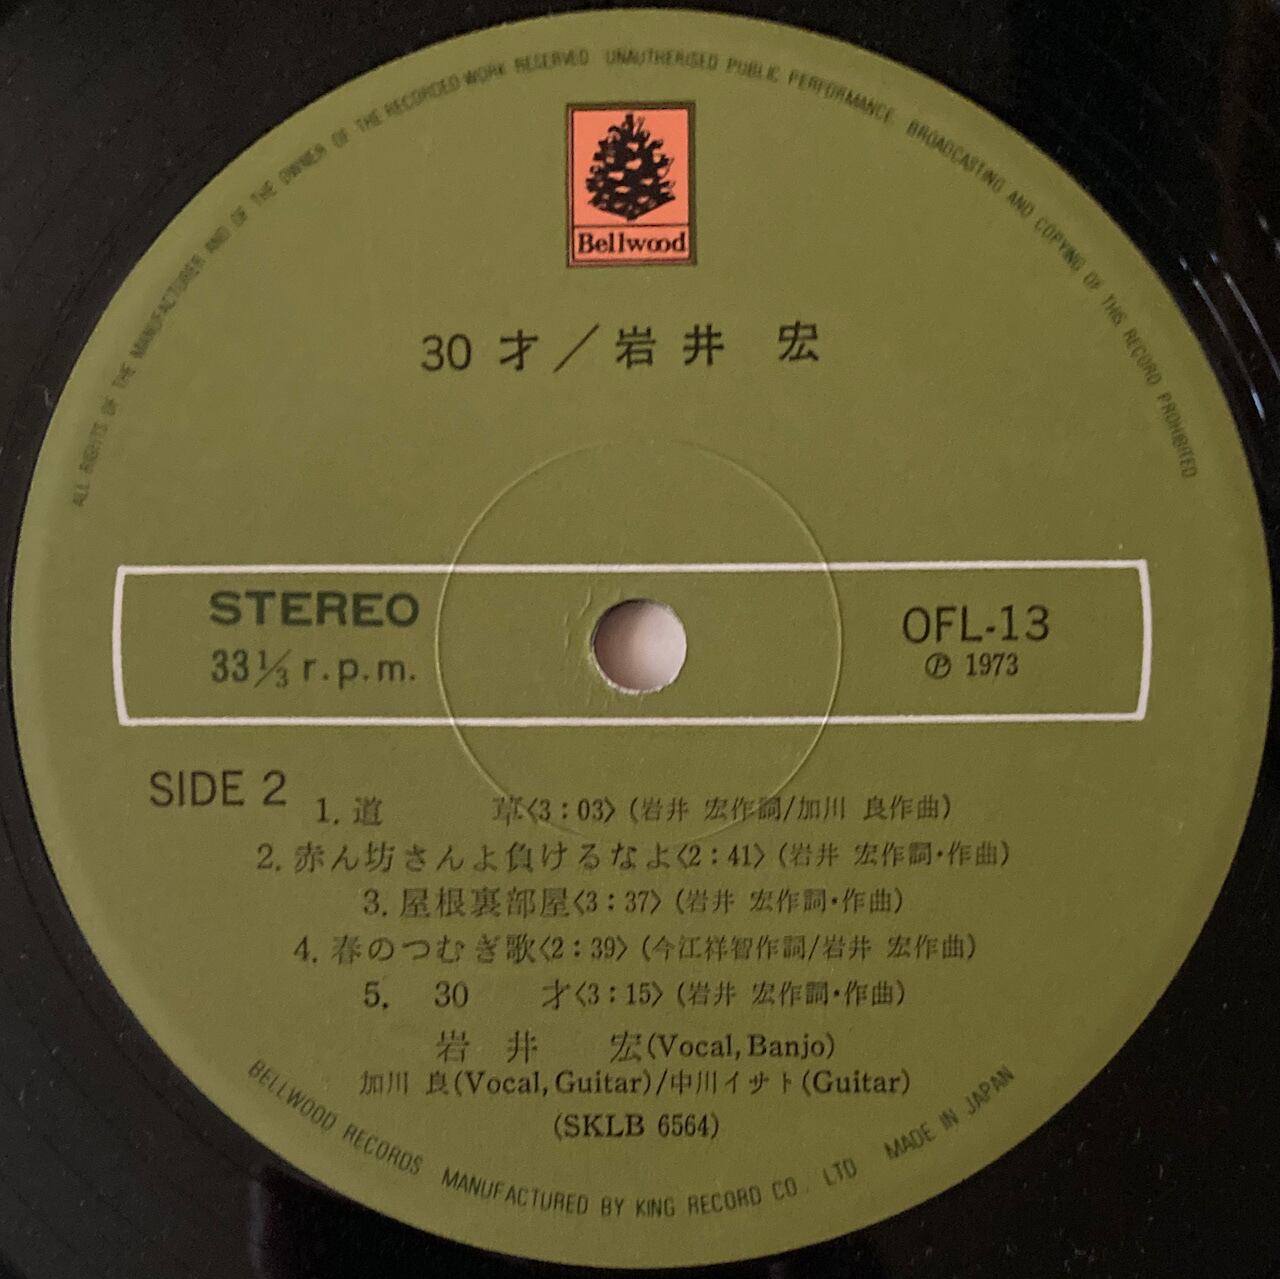 ALL RIGHTS OF THE MANUFACTURER AND OF THE OWNER OF THE RECORDED WORK RESERVED UNAUTHERISED PUBLIC PERFORMANCE BROADCASTING AND COPYING OF THIS RECORD PROHIBITED
Bellwood
30 才/岩井 宏
STEREO
33⅓ r.p.m.
OFL-13
℗ 1973
SIDE 2
1. 道 草〈3:03〉(岩井 宏作詞/加川 良作曲)
2. 赤ん坊さんよ負けるなよ〈2:41〉(岩井 宏作詞・作曲)
3. 屋根裏部屋〈3:37〉(岩井 宏作詞・作曲)
4. 春のつむぎ歌〈2:39〉(今江祥智作詞/岩井 宏作曲)
5. 30 才〈3:15〉(岩井 宏作詞・作曲)
岩井 宏(Vocal, Banjo)
加川 良(Vocal, Guitar)/中川イサト(Guitar)
(SKLB 6564)
BELLWOOD RECORDS MANUFACTURED BY KING RECORD CO. LTD MADE IN JAPAN